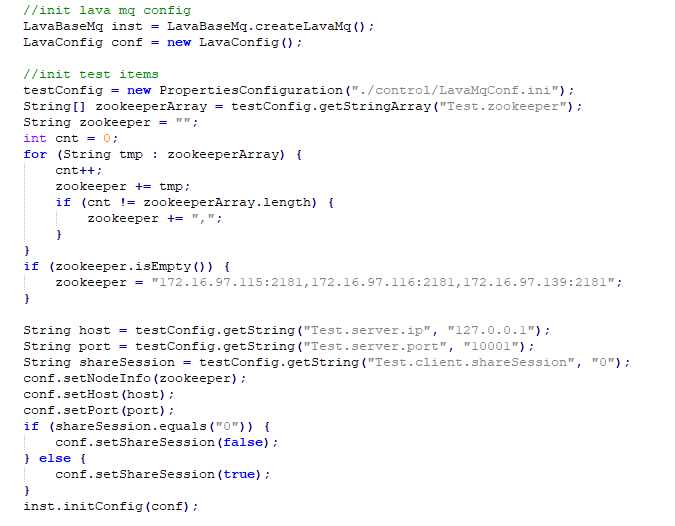 //init lava mq config
LavaBaseMq inst = LavaBaseMq.createLavaMq();
LavaConfig conf = new LavaConfig();
//init test items
testConfig = new PropertiesConfiguration("./control/LavaMqConf.ini");
String[] zookeeperArray = testConfig.getStringArray("Test.zookeeper");
String zookeeper = "";
int cnt = 0;
for (String tmp : zookeeperArray) {
    cnt++;
    zookeeper += tmp;
    if (cnt != zookeeperArray.length) {
        zookeeper += ",";
    }
}
if (zookeeper.isEmpty()) {
    zookeeper = "172.16.97.115:2181,172.16.97.116:2181,172.16.97.139:2181";
}
String host = testConfig.getString("Test.server.ip", "127.0.0.1");
String port = testConfig.getString("Test.server.port", "10001");
String shareSession = testConfig.getString("Test.client.shareSession", "0");
conf.setNodeInfo(zookeeper);
conf.setHost(host);
conf.setPort(port);
if (shareSession.equals("0")) {
    conf.setShareSession(false);
} else {
    conf.setShareSession(true);
}
inst.initConfig(conf);